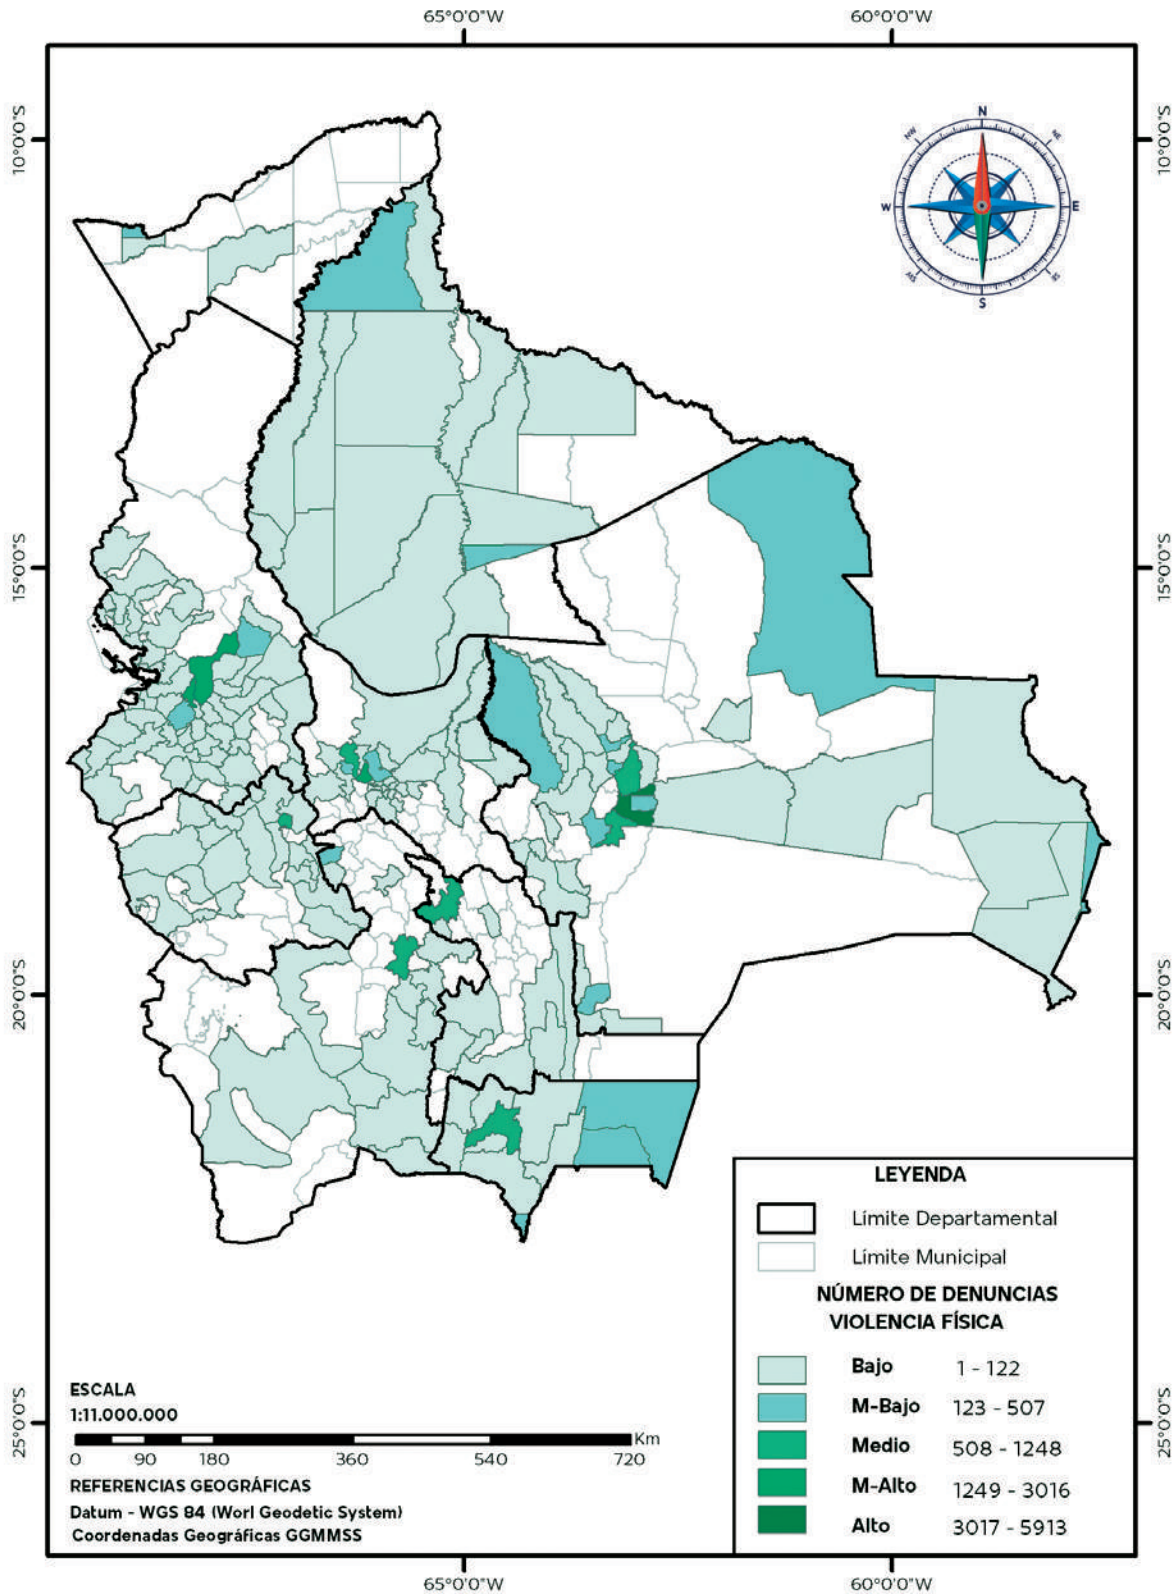 65°0'0"W 60°0'0"W
10°0'0"S 10°0'0"S
15°0'0"S 15°0'0"S
20°0'0"S 20°0'0"S
25°0'0"S 25°0'0"S
N
NW NE
W E
S
LEYENDA
Límite Departamental
Límite Municipal
NÚMERO DE DENUNCIAS
VIOLENCIA FÍSICA
Bajo 1 - 122
M-Bajo 123 - 507
Medio 508 - 1248
M-Alto 1249 - 3016
Alto 3017 - 5913
ESCALA
1:11.000.000
Km
0 90 180 360 540 720
REFERENCIAS GEOGRÁFICAS
Datum - WGS 84 (Worl Geodetic System)
Coordenadas Geográficas GGMMSS
65°0'0"W 60°0'0"W